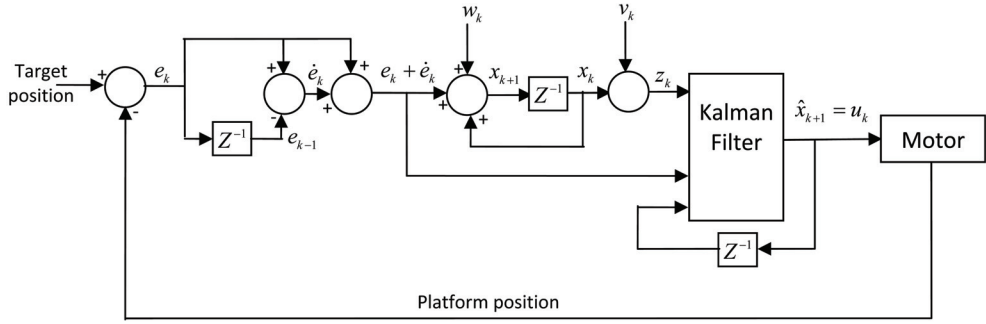 w_k
v_k
Target
position
+
e_k
+
ė_k
+
e_k + ė_k
+
x_{k+1}
Z⁻¹
x_k
z_k
Kalman
Filter
x̂_{k+1} = u_k
Motor
-
+
+
+
Z⁻¹
-
e_{k-1}
-
Z⁻¹
Platform position